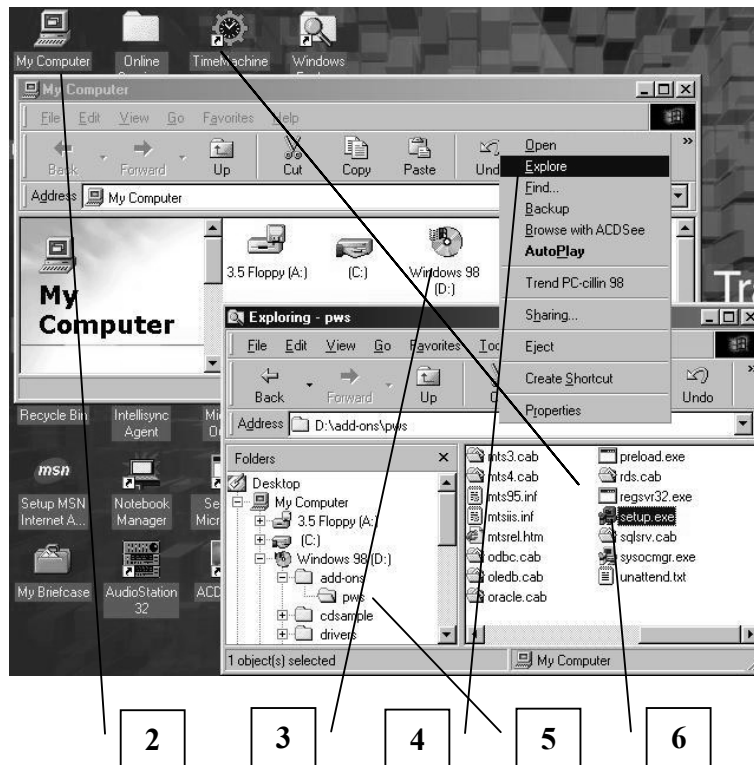 My Computer
Online
TimeMachine
Windows
My Computer
File Edit View Go Favorites Help
Back Forward Up Cut Copy Paste Und
»
Address My Computer
Open
Explore
Find...
Backup
Browse with ACDSee
AutoPlay
Trend PC-cillin 98
Sharing...
Eject
Create Shortcut
Properties
My
Computer
3.5 Floppy (A:)
(C:)
Windows 98
(D:)
Tr
Exploring - pws
File Edit View Go Favorites Too
Back Forward Up Undo
»
Address D:\add-ons\pws
Recycle Bin
Intellisync
Agent
msn
Setup MSN
Internet A...
Notebook
Manager
My Briefcase
AudioStation
32
ACD
Folders
Desktop
My Computer
3.5 Floppy (A:)
(C:)
Windows 98 (D:)
add-ons
pws
cdsample
drivers
mts3.cab
mts4.cab
mts95.inf
mtsiis.inf
mtsrel.htm
odbc.cab
oledb.cab
oracle.cab
preload.exe
rds.cab
regsvr32.exe
setup.exe
sqlsrv.cab
sysocmgr.exe
unattend.txt
1 object(s) selected
My Computer
2 3 4 5 6